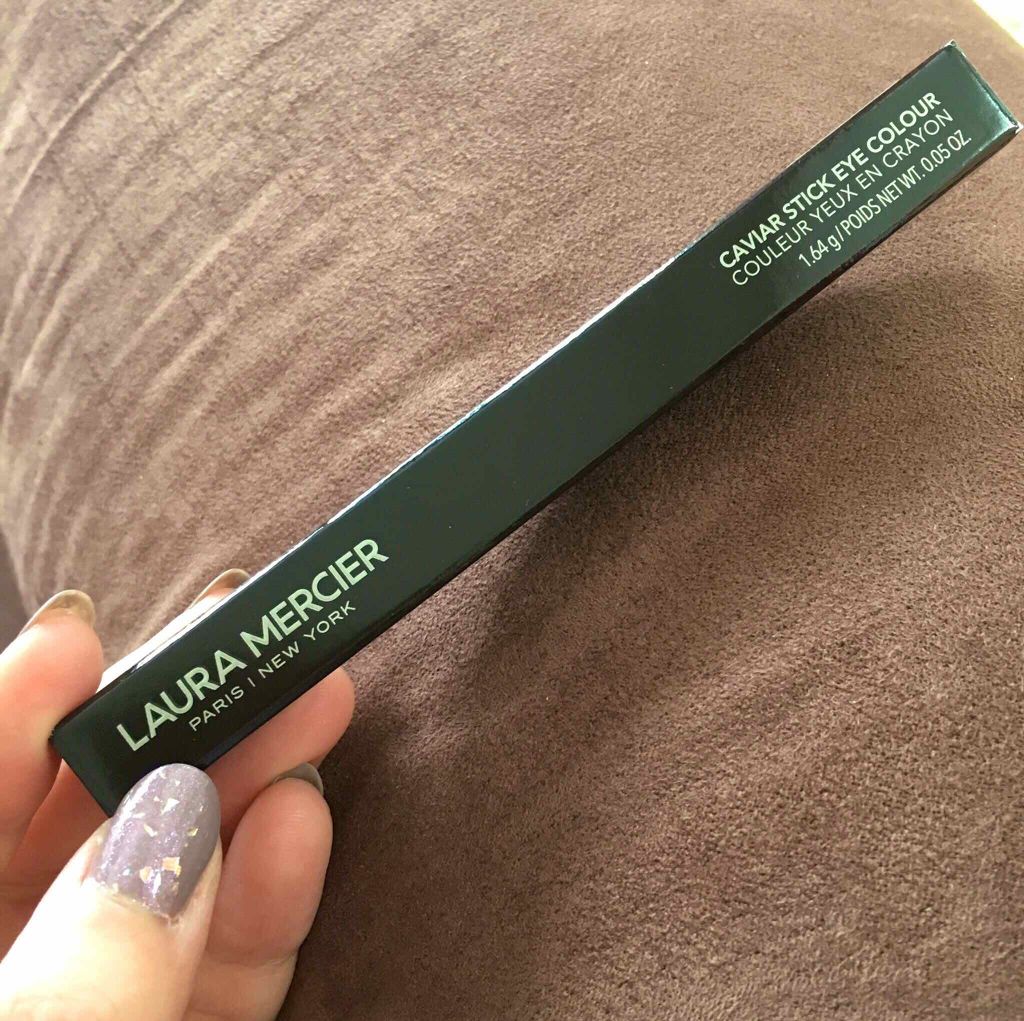 LAURA MERCIER
PARIS | NEW YORK
CAVIAR STICK EYE COLOUR
COULEUR YEUX EN CRAYON
1.64 g / POIDS NET WT. 0.05 OZ.